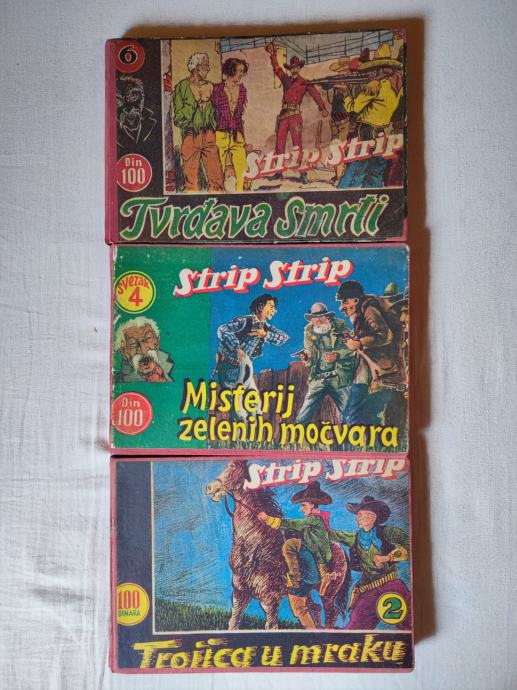 6
Din
100
Strip Strip
Tvrđava smrti
Svezak
4
Strip Strip
Din
100
Misterij
zelenih močvara
Strip Strip
100
DINARA
2
Trojica u mraku